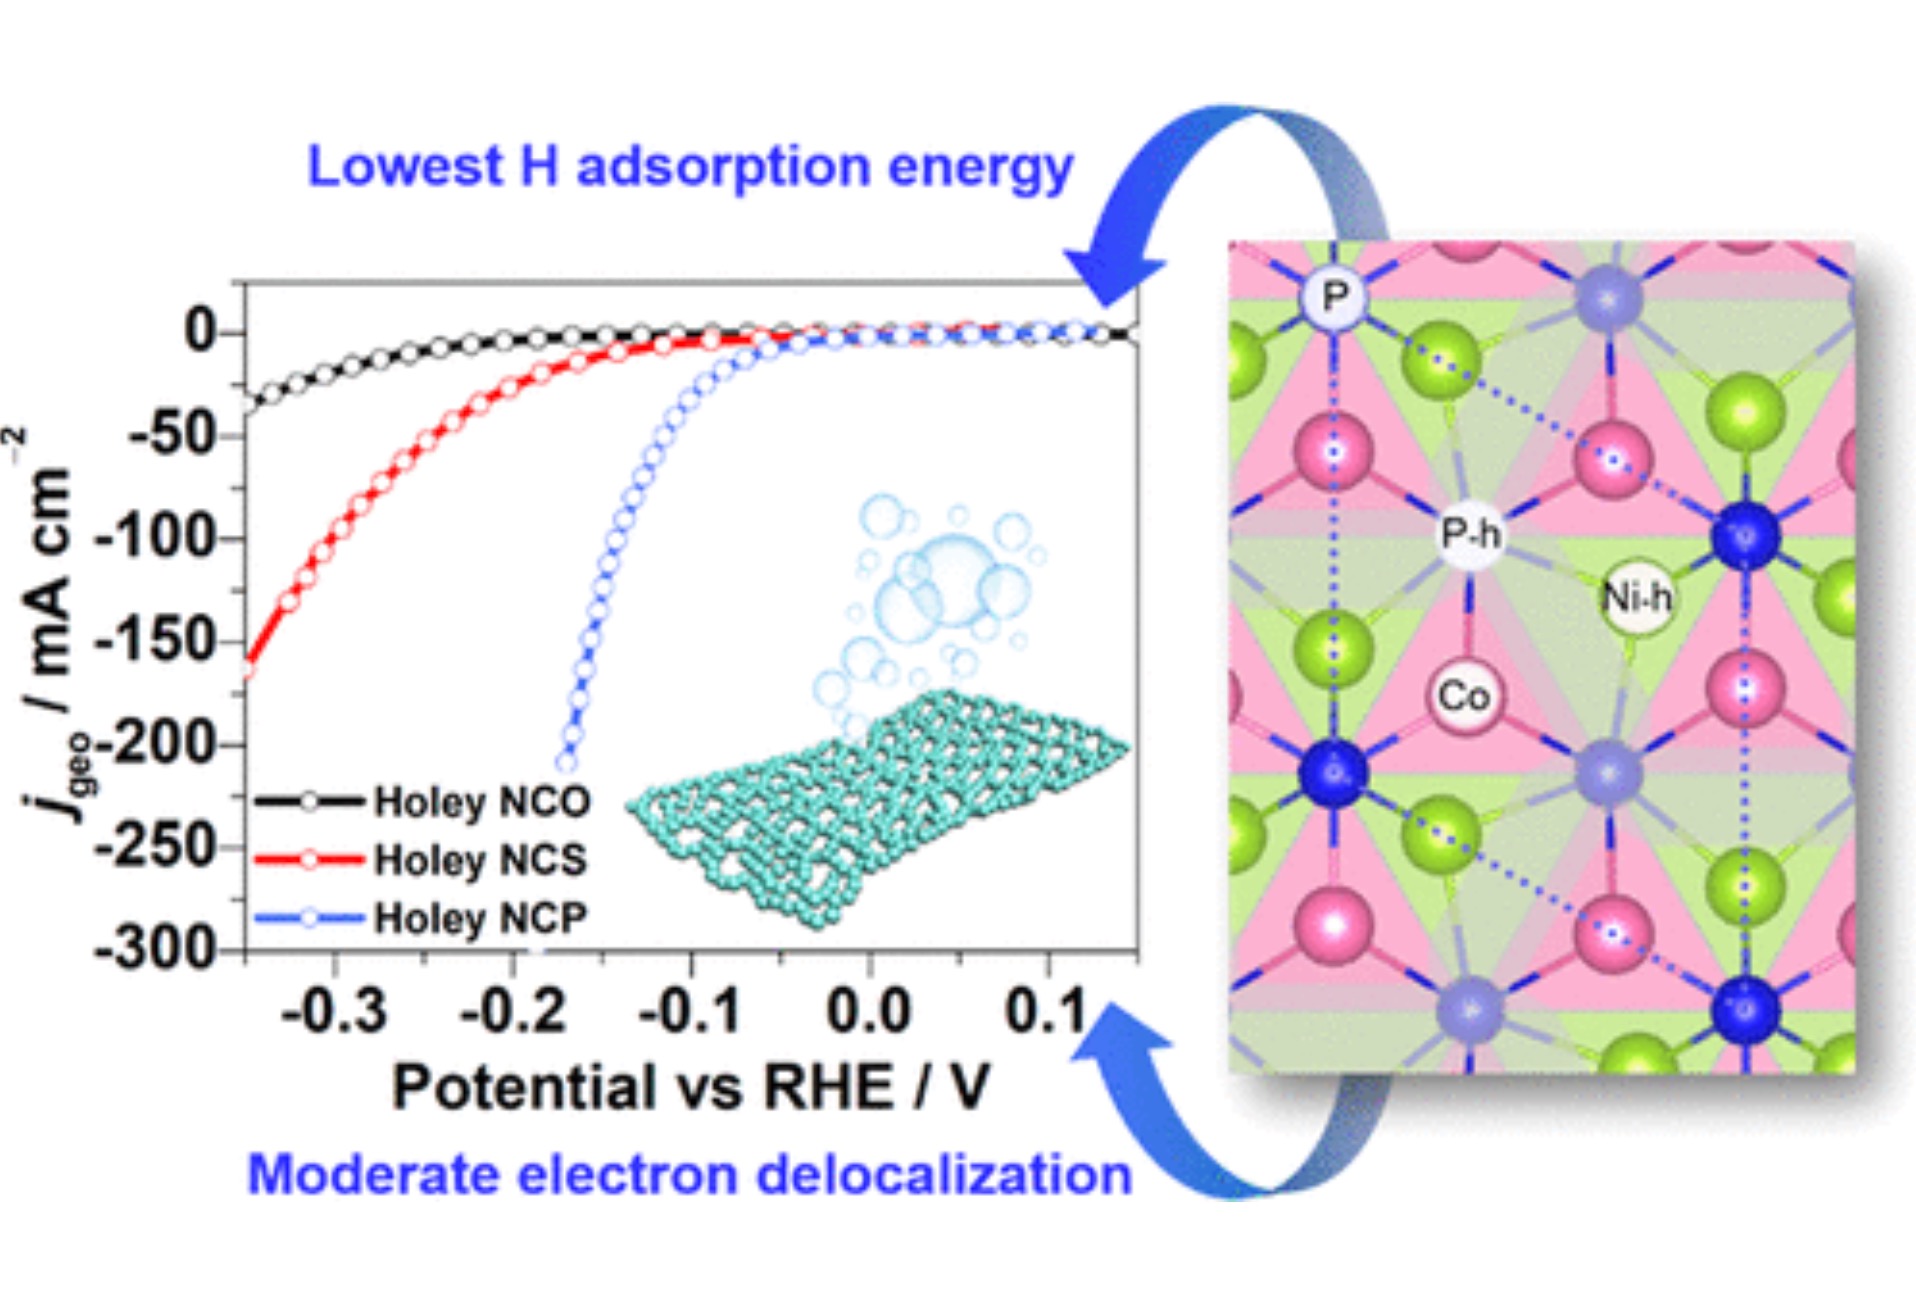 Lowest H adsorption energy
0
-50
-100
-150
-200
-250
-300
j geo / mA cm −2
Holey NCO
Holey NCS
Holey NCP
-0.3 -0.2 -0.1 0.0 0.1
Potential vs RHE / V
Moderate electron delocalization
P
P-h
Ni-h
Co